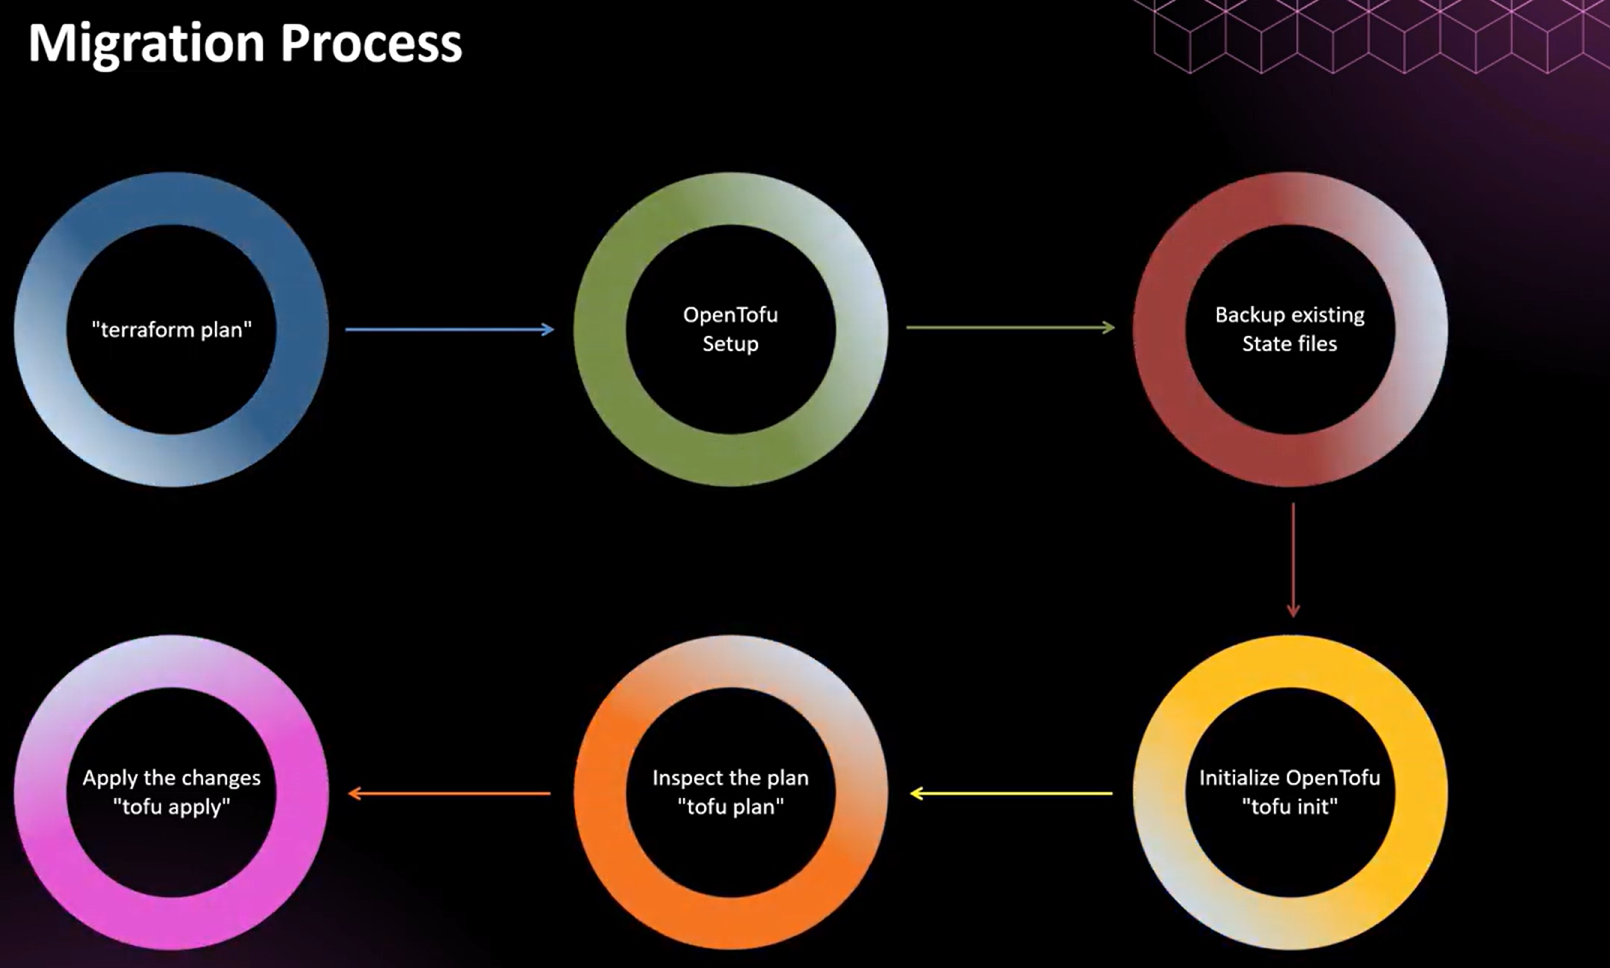 Migration Process
"terraform plan"
OpenTofu
Setup
Backup existing
State files
Initialize OpenTofu
"tofu init"
Inspect the plan
"tofu plan"
Apply the changes
"tofu apply"